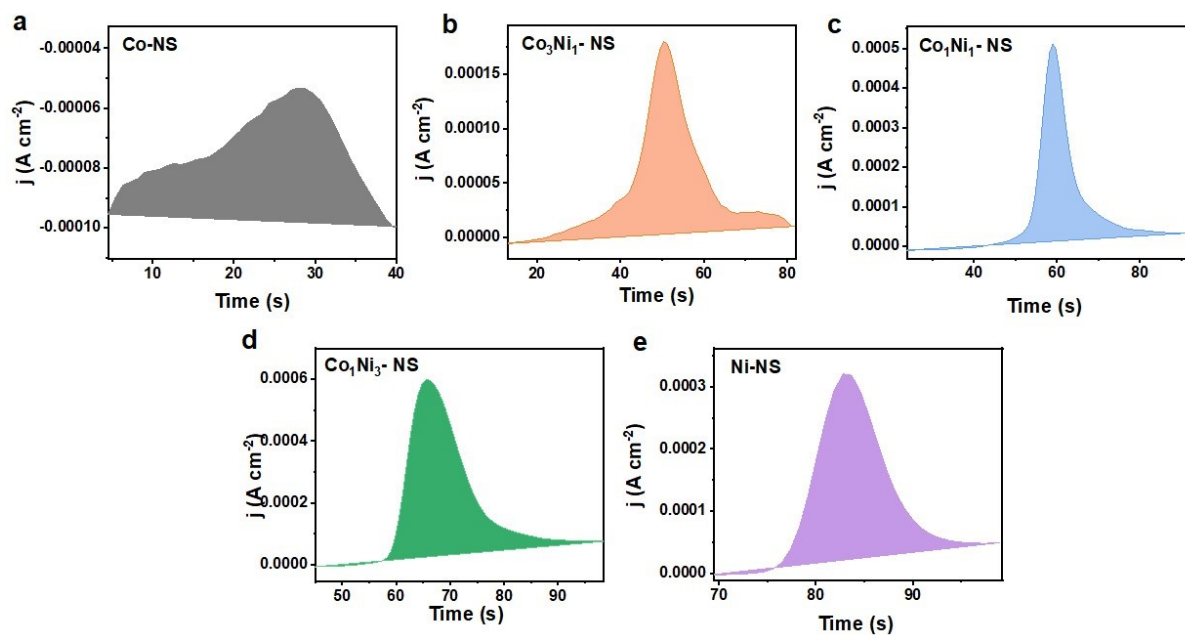 a
Co-NS
j (A cm⁻²)
-0.00004
-0.00006
-0.00008
-0.00010
10 20 30 40
Time (s)
b
Co₃Ni₁- NS
j (A cm⁻²)
0.00015
0.00010
0.00005
0.00000
20 40 60 80
Time (s)
c
Co₁Ni₁- NS
j (A cm⁻²)
0.0005
0.0004
0.0003
0.0002
0.0001
0.0000
40 60 80
Time (s)
d
Co₁Ni₃- NS
j (A cm⁻²)
0.0006
0.0004
0.0002
0.0000
50 60 70 80 90
Time (s)
e
Ni-NS
j (A cm⁻²)
0.0003
0.0002
0.0001
0.0000
70 80 90
Time (s)